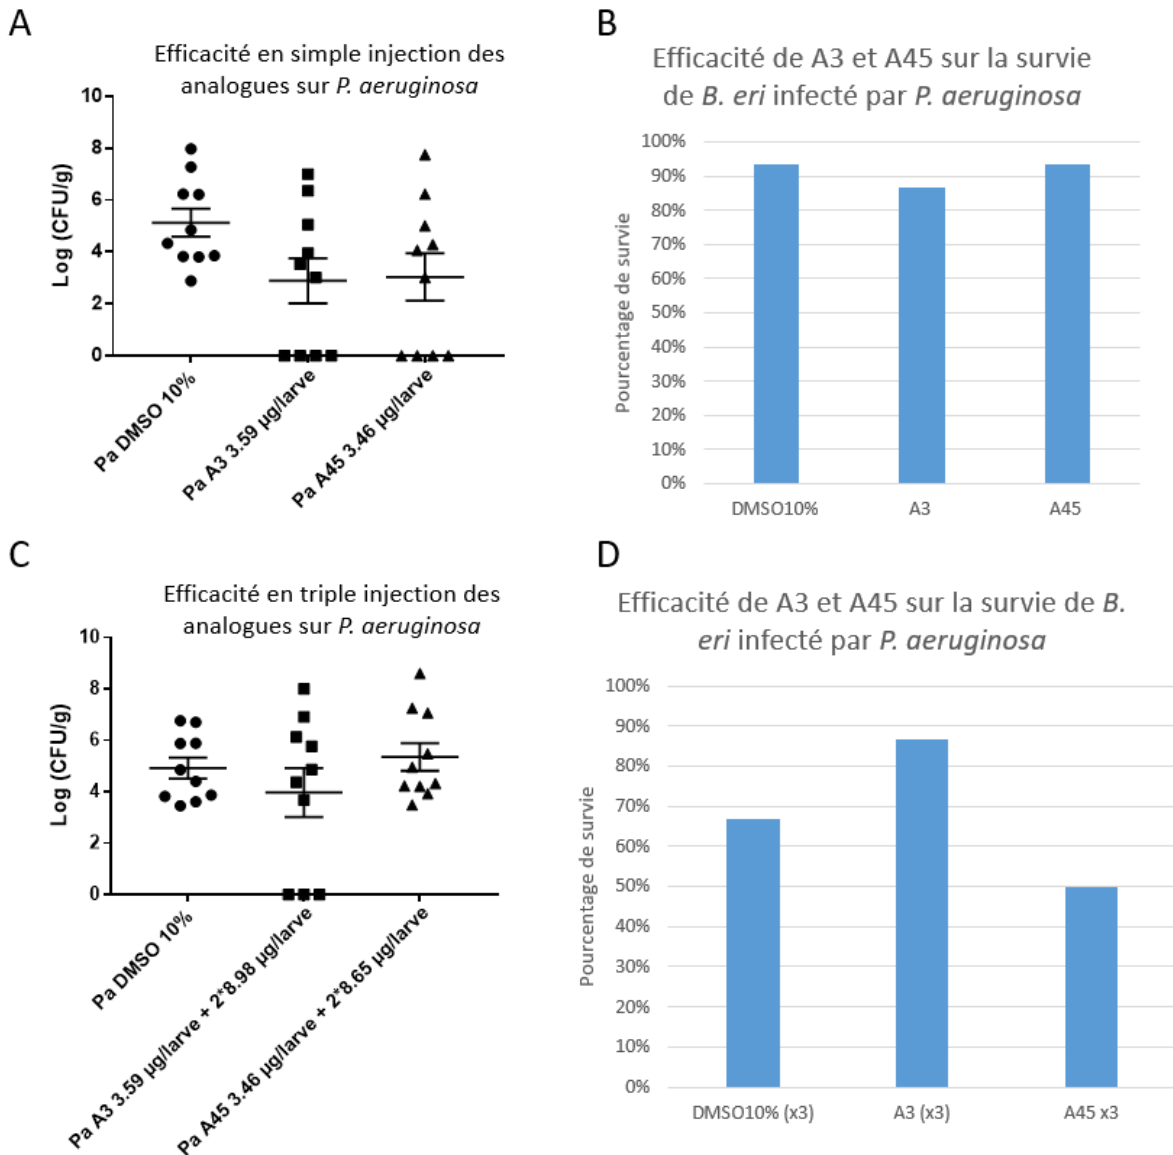 A
Efficacité en simple injection des
analogues sur P. aeruginosa
Log (CFU/g)
10
8
6
4
2
0
Pa DMSO 10%
Pa A3 3.59 µg/larve
Pa A45 3.46 µg/larve
B
Efficacité de A3 et A45 sur la survie
de B. eri infecté par P. aeruginosa
Pourcentage de survie
100%
90%
80%
70%
60%
50%
40%
30%
20%
10%
0%
DMSO10%
A3
A45
C
Efficacité en triple injection des
analogues sur P. aeruginosa
Log (CFU/g)
10
8
6
4
2
0
Pa DMSO 10%
Pa A3 3.59 µg/larve + 2*8.98 µg/larve
Pa A45 3.46 µg/larve + 2*8.65 µg/larve
D
Efficacité de A3 et A45 sur la survie de B.
eri infecté par P. aeruginosa
Pourcentage de survie
100%
90%
80%
70%
60%
50%
40%
30%
20%
10%
0%
DMSO10% (x3)
A3 (x3)
A45 x3